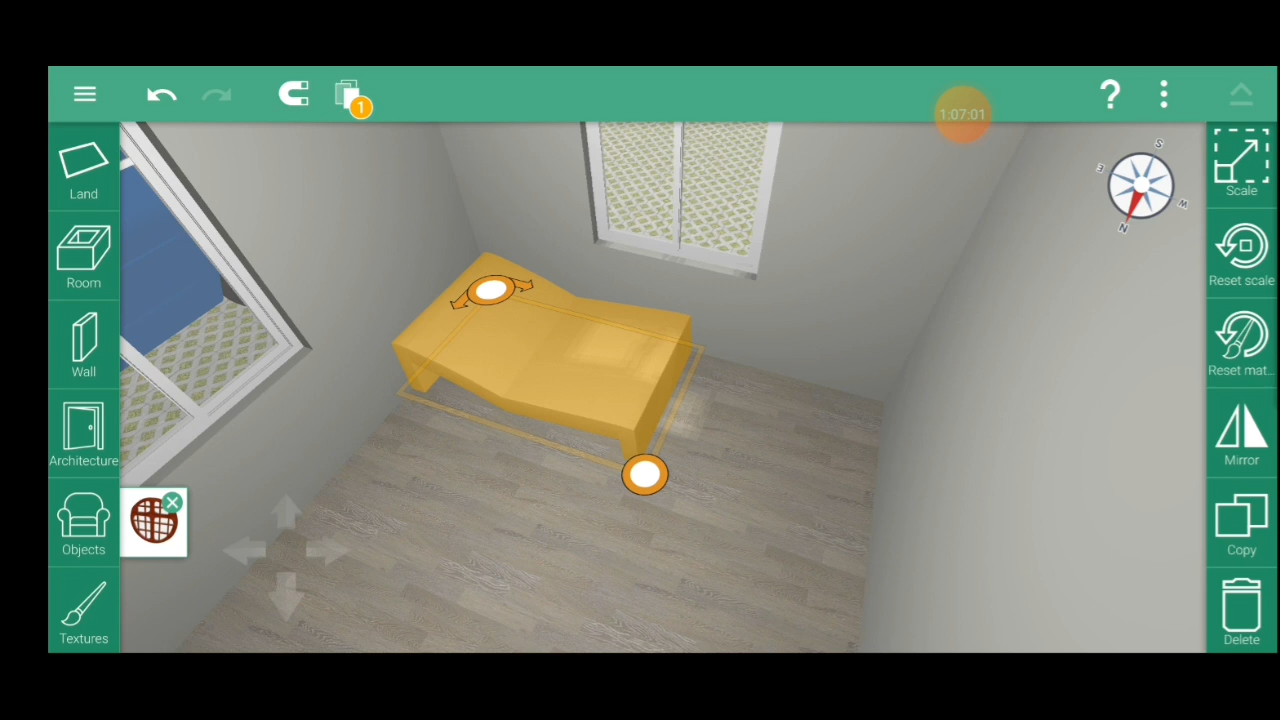 1
1:07:01
Land
Room
Wall
Architecture
Objects
Textures
S
E
W
N
Scale
Reset scale
Reset mat...
Mirror
Copy
Delete